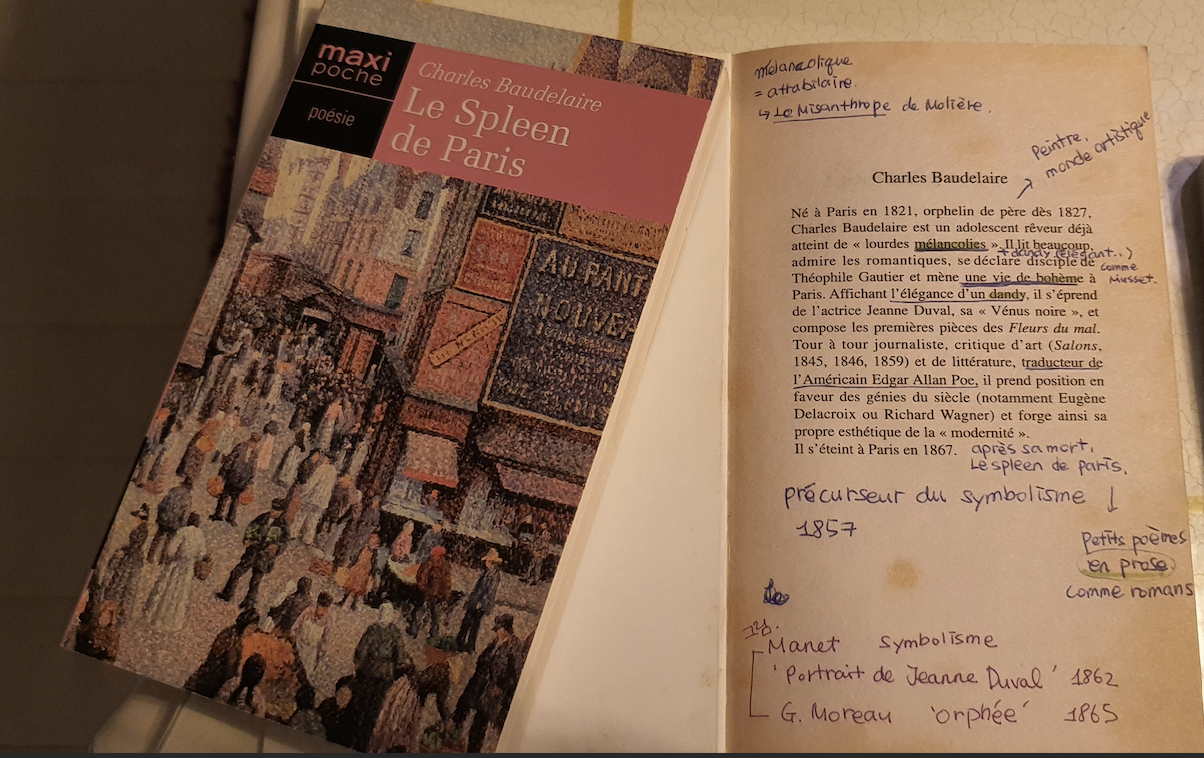 maxi
poche
poésie
Charles Baudelaire
Le Spleen
de Paris
AU
NOUVE
mélancolique
= attabilaire.
↳ Le Misanthrope de Molière.
Peintre,
monde artistique
Charles Baudelaire
Né à Paris en 1821, orphelin de père dès 1827,
Charles Baudelaire est un adolescent rêveur déjà
atteint de « lourdes mélancolies ». Il lit beaucoup,
+ dandy (élégant..)
admire les romantiques, se déclare disciple de
comme
Musset.
Théophile Gautier et mène une vie de bohème à
Paris. Affichant l'élégance d'un dandy, il s'éprend
de l'actrice Jeanne Duval, sa « Vénus noire », et
compose les premières pièces des Fleurs du mal.
Tour à tour journaliste, critique d'art (Salons,
1845, 1846, 1859) et de littérature, traducteur de
l'Américain Edgar Allan Poe, il prend position en
faveur des génies du siècle (notamment Eugène
Delacroix ou Richard Wagner) et forge ainsi sa
propre esthétique de la « modernité ».
Il s'éteint à Paris en 1867.
après sa mort,
Le spleen de paris,
précurseur du symbolisme
1857
Petits poèmes
en prose
comme romans
Manet symbolisme
'Portrait de Jeanne Duval' 1862
G. Moreau 'orphée' 1865